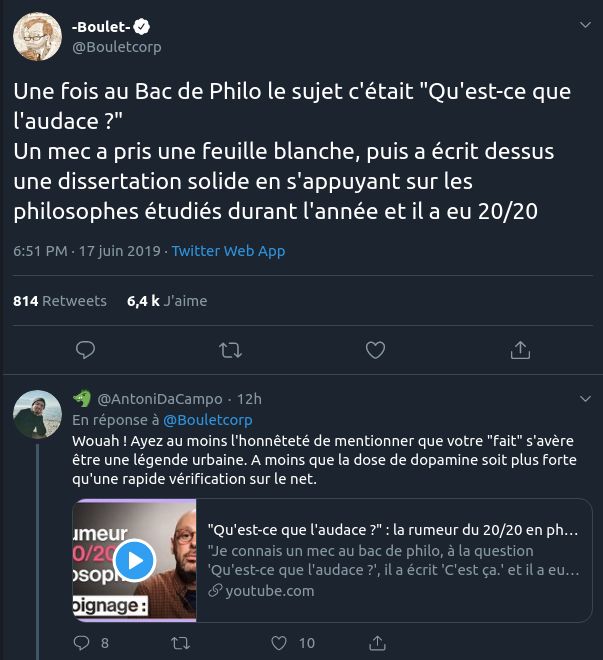 -Boulet-
@Bouletcorp
Une fois au Bac de Philo le sujet c'était "Qu'est-ce que
l'audace ?"
Un mec a pris une feuille blanche, puis a écrit dessus
une dissertation solide en s'appuyant sur les
philosophes étudiés durant l'année et il a eu 20/20
6:51 PM · 17 juin 2019 · Twitter Web App
814 Retweets 6,4 k J'aime
@AntoniDaCampo · 12h
En réponse à @Bouletcorp
Wouah ! Ayez au moins l'honnêteté de mentionner que votre "fait" s'avère
être une légende urbaine. A moins que la dose de dopamine soit plus forte
qu'une rapide vérification sur le net.
umeur
0/20
osoph
oignage :
"Qu'est-ce que l'audace ?" : la rumeur du 20/20 en ph...
"Je connais un mec au bac de philo, à la question
'Qu'est-ce que l'audace ?', il a écrit 'C'est ça.' et il a eu...
youtube.com
8 10